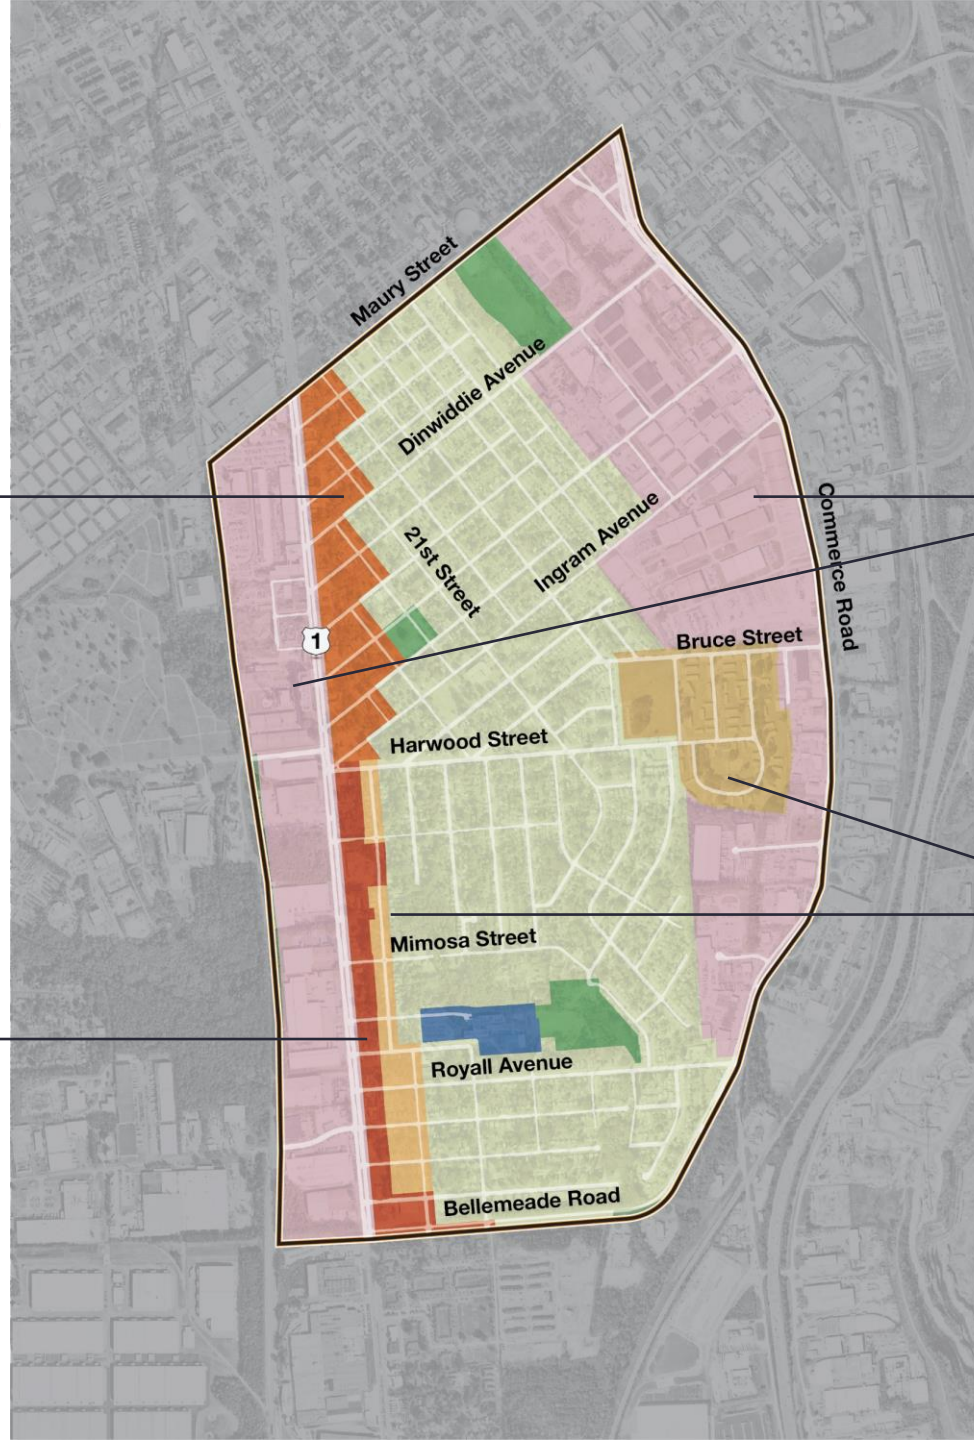 Maury Street
Dinwiddie Avenue
21st Street
Ingram Avenue
Commerce Road
1
Bruce Street
Harwood Street
Mimosa Street
Royall Avenue
Bellemeade Road